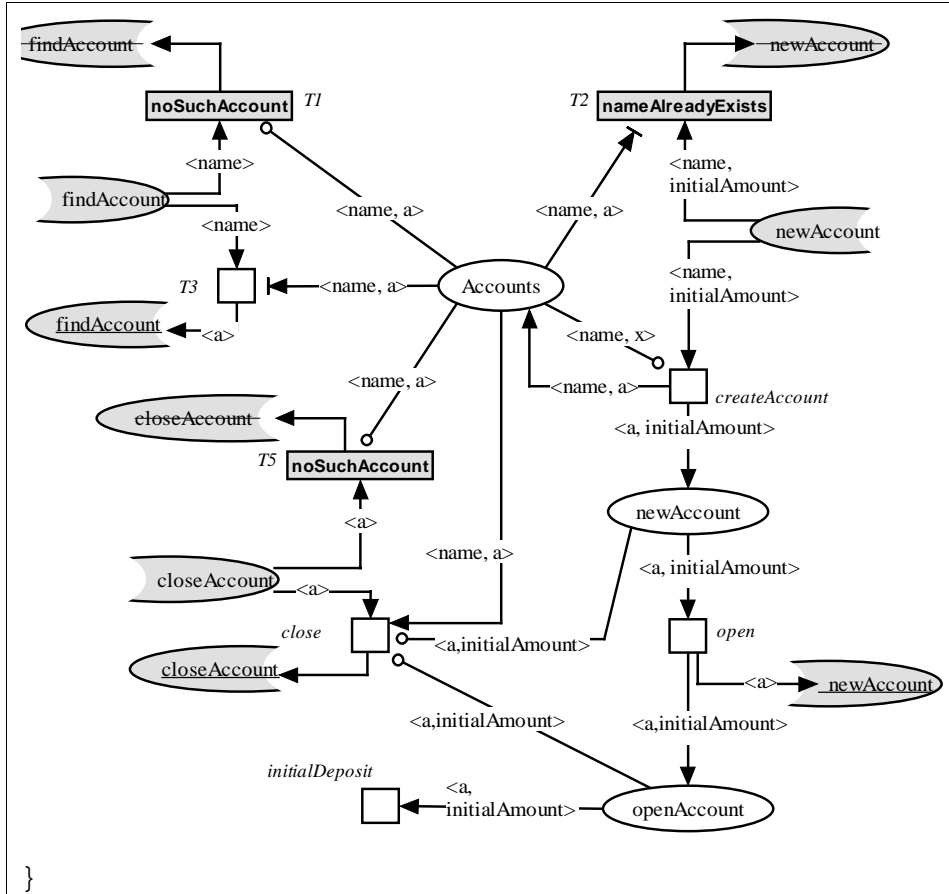 findAccount
newAccount
noSuchAccount
T1
T2
nameAlreadyExists
<name>
<name,
initialAmount>
findAccount
<name>
<name, a>
<name, a>
newAccount
<name,
initialAmount>
T3
<name, a>
Accounts
findAccount
<a>
<name, x>
<name, a>
<name, a>
createAccount
closeAccount
<a, initialAmount>
T5
noSuchAccount
newAccount
<a>
<name, a>
<a, initialAmount>
closeAccount
<a>
close
open
<a,initialAmount>
closeAccount
<a>
newAccount
<a,initialAmount>
<a,initialAmount>
initialDeposit
<a,
initialAmount>
openAccount
}